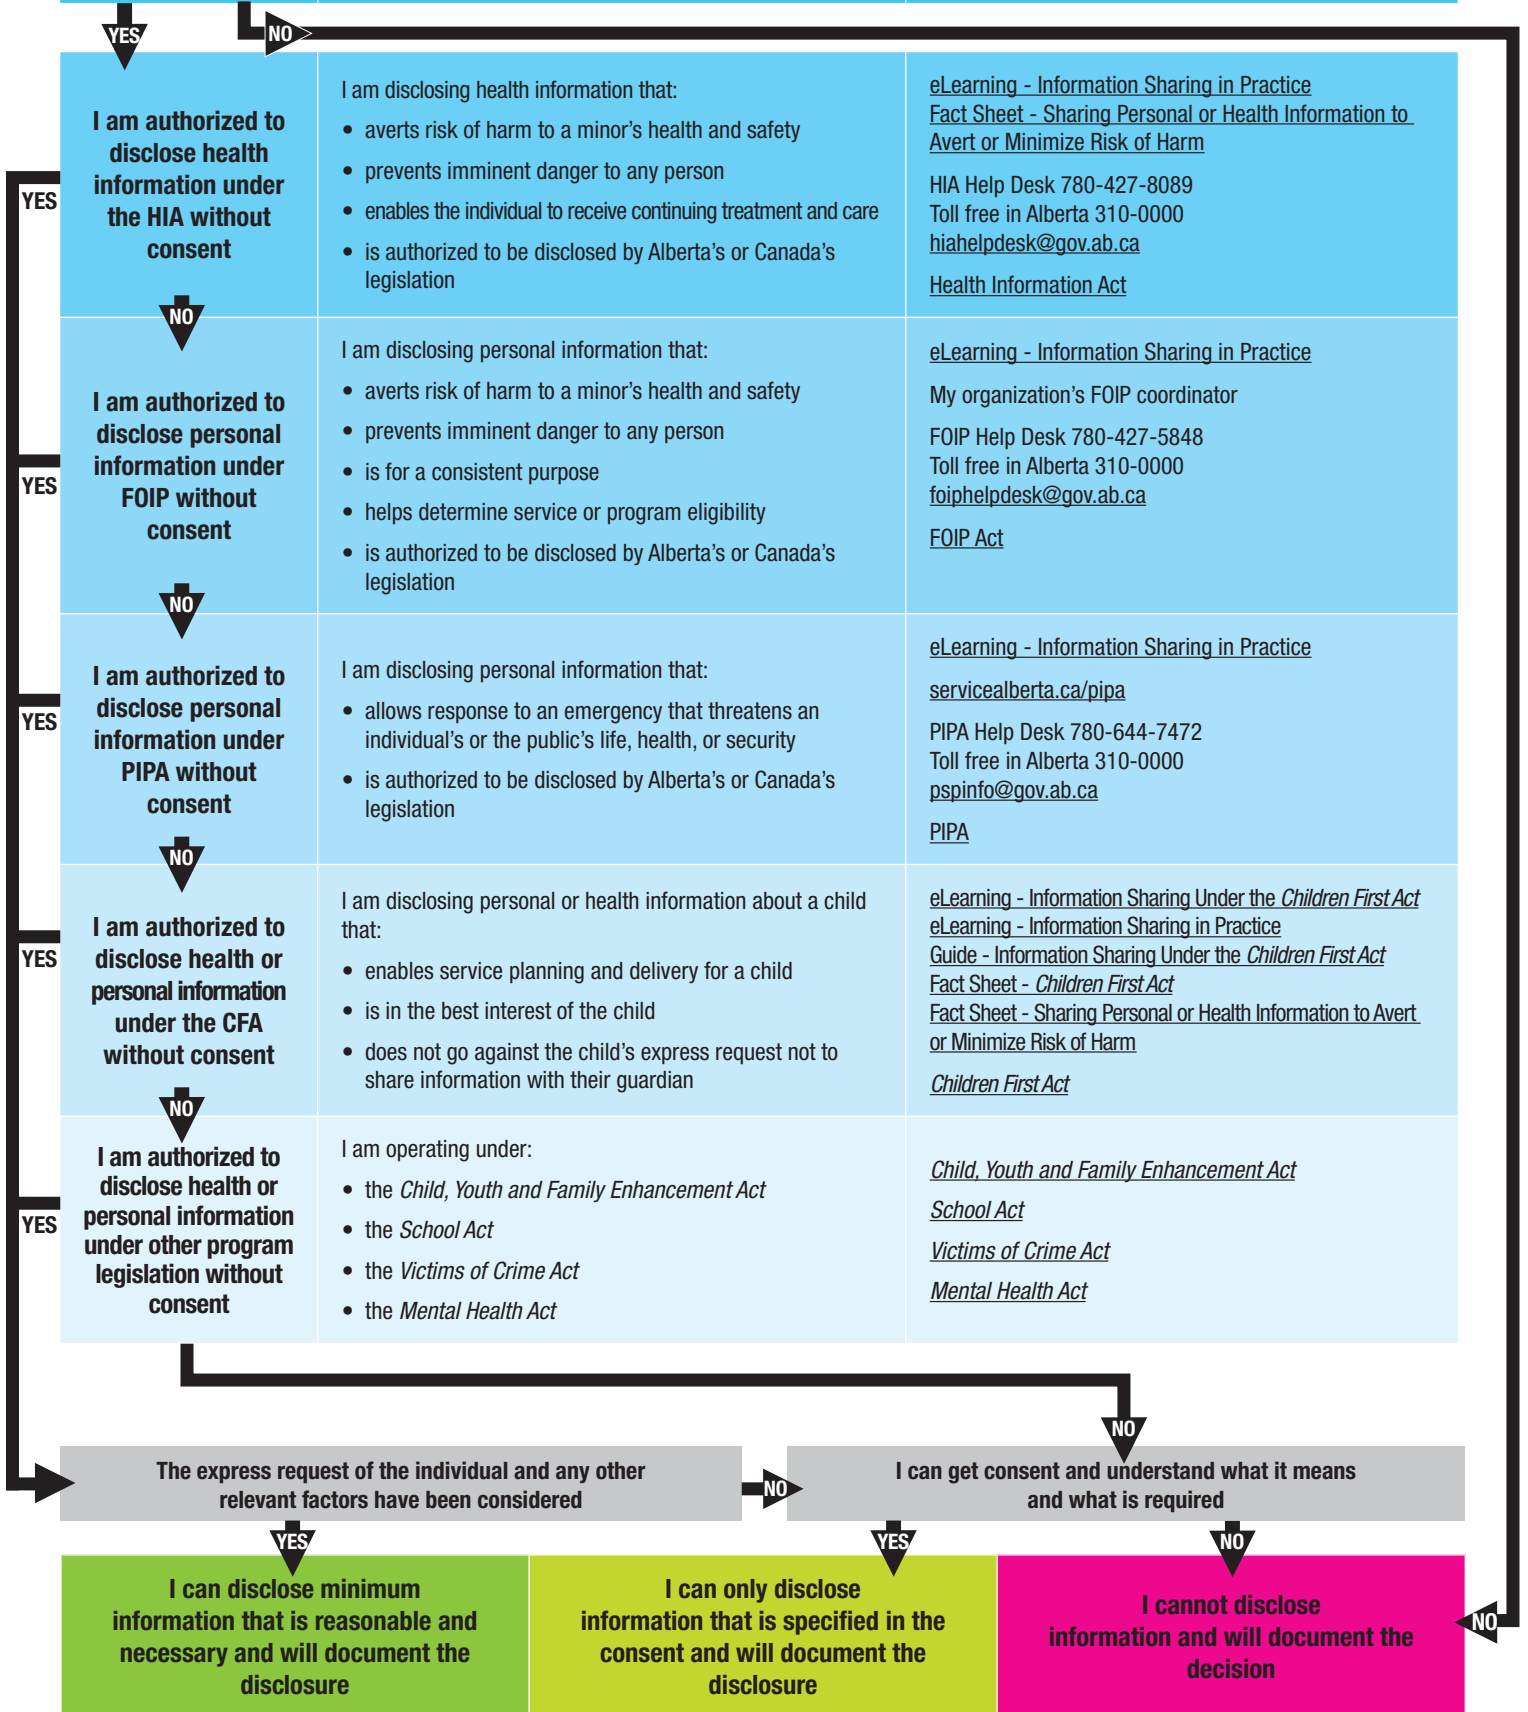 YES
NO
I am authorized to
disclose health
information under
the HIA without
consent
I am disclosing health information that:
• averts risk of harm to a minor’s health and safety
• prevents imminent danger to any person
• enables the individual to receive continuing treatment and care
• is authorized to be disclosed by Alberta’s or Canada’s
legislation
eLearning - Information Sharing in Practice
Fact Sheet - Sharing Personal or Health Information to
Avert or Minimize Risk of Harm
HIA Help Desk 780-427-8089
Toll free in Alberta 310-0000
hiahelpdesk@gov.ab.ca
Health Information Act
YES
NO
I am authorized to
disclose personal
information under
FOIP without
consent
I am disclosing personal information that:
• averts risk of harm to a minor’s health and safety
• prevents imminent danger to any person
• is for a consistent purpose
• helps determine service or program eligibility
• is authorized to be disclosed by Alberta’s or Canada’s
legislation
eLearning - Information Sharing in Practice
My organization’s FOIP coordinator
FOIP Help Desk 780-427-5848
Toll free in Alberta 310-0000
foiphelpdesk@gov.ab.ca
FOIP Act
YES
NO
I am authorized to
disclose personal
information under
PIPA without
consent
I am disclosing personal information that:
• allows response to an emergency that threatens an
individual’s or the public’s life, health, or security
• is authorized to be disclosed by Alberta’s or Canada’s
legislation
eLearning - Information Sharing in Practice
servicealberta.ca/pipa
PIPA Help Desk 780-644-7472
Toll free in Alberta 310-0000
pspinfo@gov.ab.ca
PIPA
YES
NO
I am authorized to
disclose health or
personal information
under the CFA
without consent
I am disclosing personal or health information about a child
that:
• enables service planning and delivery for a child
• is in the best interest of the child
• does not go against the child’s express request not to
share information with their guardian
eLearning - Information Sharing Under the Children First Act
eLearning - Information Sharing in Practice
Guide - Information Sharing Under the Children First Act
Fact Sheet - Children First Act
Fact Sheet - Sharing Personal or Health Information to Avert
or Minimize Risk of Harm
Children First Act
YES
NO
I am authorized to
disclose health or
personal information
under other program
legislation without
consent
I am operating under:
• the Child, Youth and Family Enhancement Act
• the School Act
• the Victims of Crime Act
• the Mental Health Act
Child, Youth and Family Enhancement Act
School Act
Victims of Crime Act
Mental Health Act
YES
NO
The express request of the individual and any other
relevant factors have been considered
NO
I can get consent and understand what it means
and what is required
YES
YES
NO
I can disclose minimum
information that is reasonable and
necessary and will document the
disclosure
I can only disclose
information that is specified in the
consent and will document the
disclosure
I cannot disclose
information and will document the
decision
NO